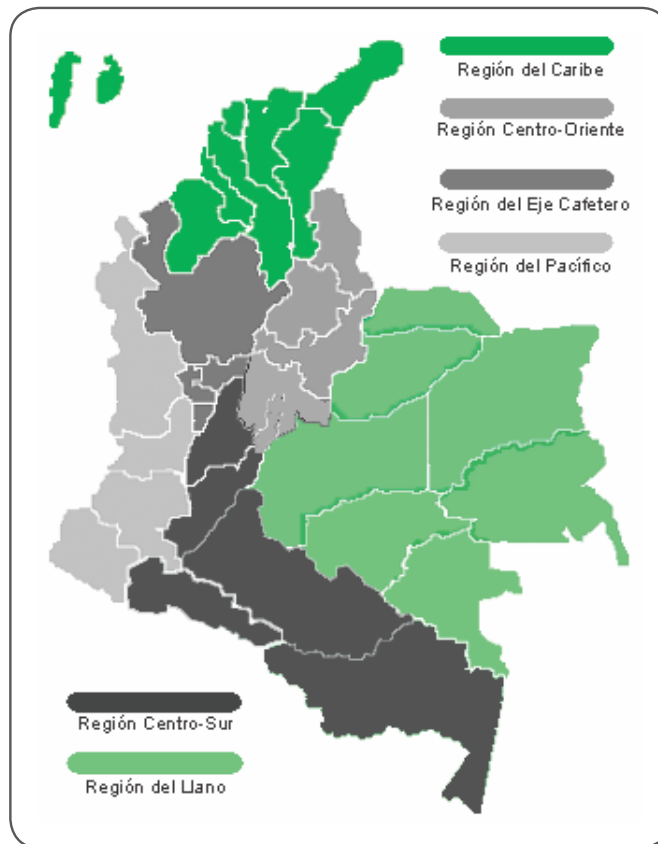 Región del Caribe
Región Centro-Oriente
Región del Eje Cafetero
Región del Pacífico
Región Centro-Sur
Región del Llano